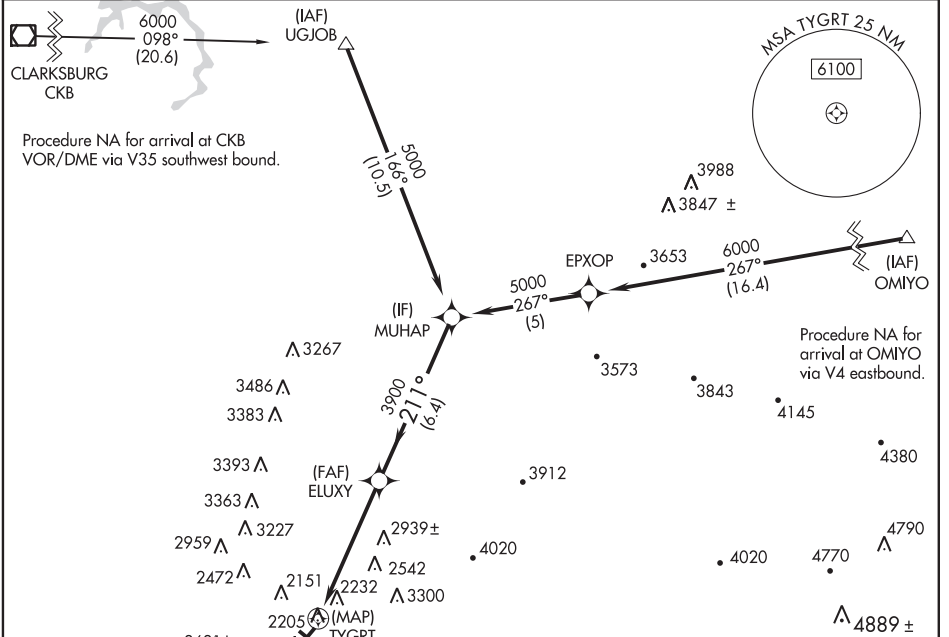 6000
098°
(20.6)
CLARKSBURG
CKB
(IAF)
UGJOB
MSA TYGRT 25 NM
6100
Procedure NA for arrival at CKB
VOR/DME via V35 southwest bound.
5000
166°
(10.5)
3988
3847 ±
3653
6000
267°
(16.4)
(IAF)
OMIYO
EPXOP
5000
267°
(5)
(IF)
MUHAP
Procedure NA for
arrival at OMIYO
via V4 eastbound.
3267
3486
3383
3573
3843
4145
3900
211°
(6.4)
4380
3393
3363
(FAF)
ELUXY
3912
3227
2959
2472
2939±
2542
4020
4020
4770
4790
2151
2232
3300
2205
(MAP)
TYGRT
4889 ±